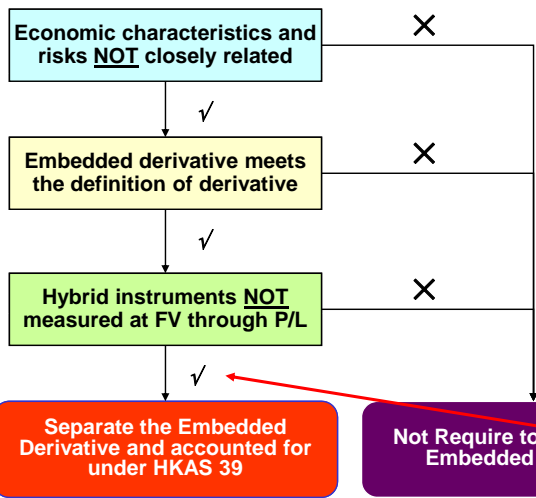 Economic characteristics and
risks NOT closely related
Embedded derivative meets
the definition of derivative
Hybrid instruments NOT
measured at FV through P/L
Separate the Embedded
Derivative and accounted for
under HKAS 39
Not Require to
Embedded